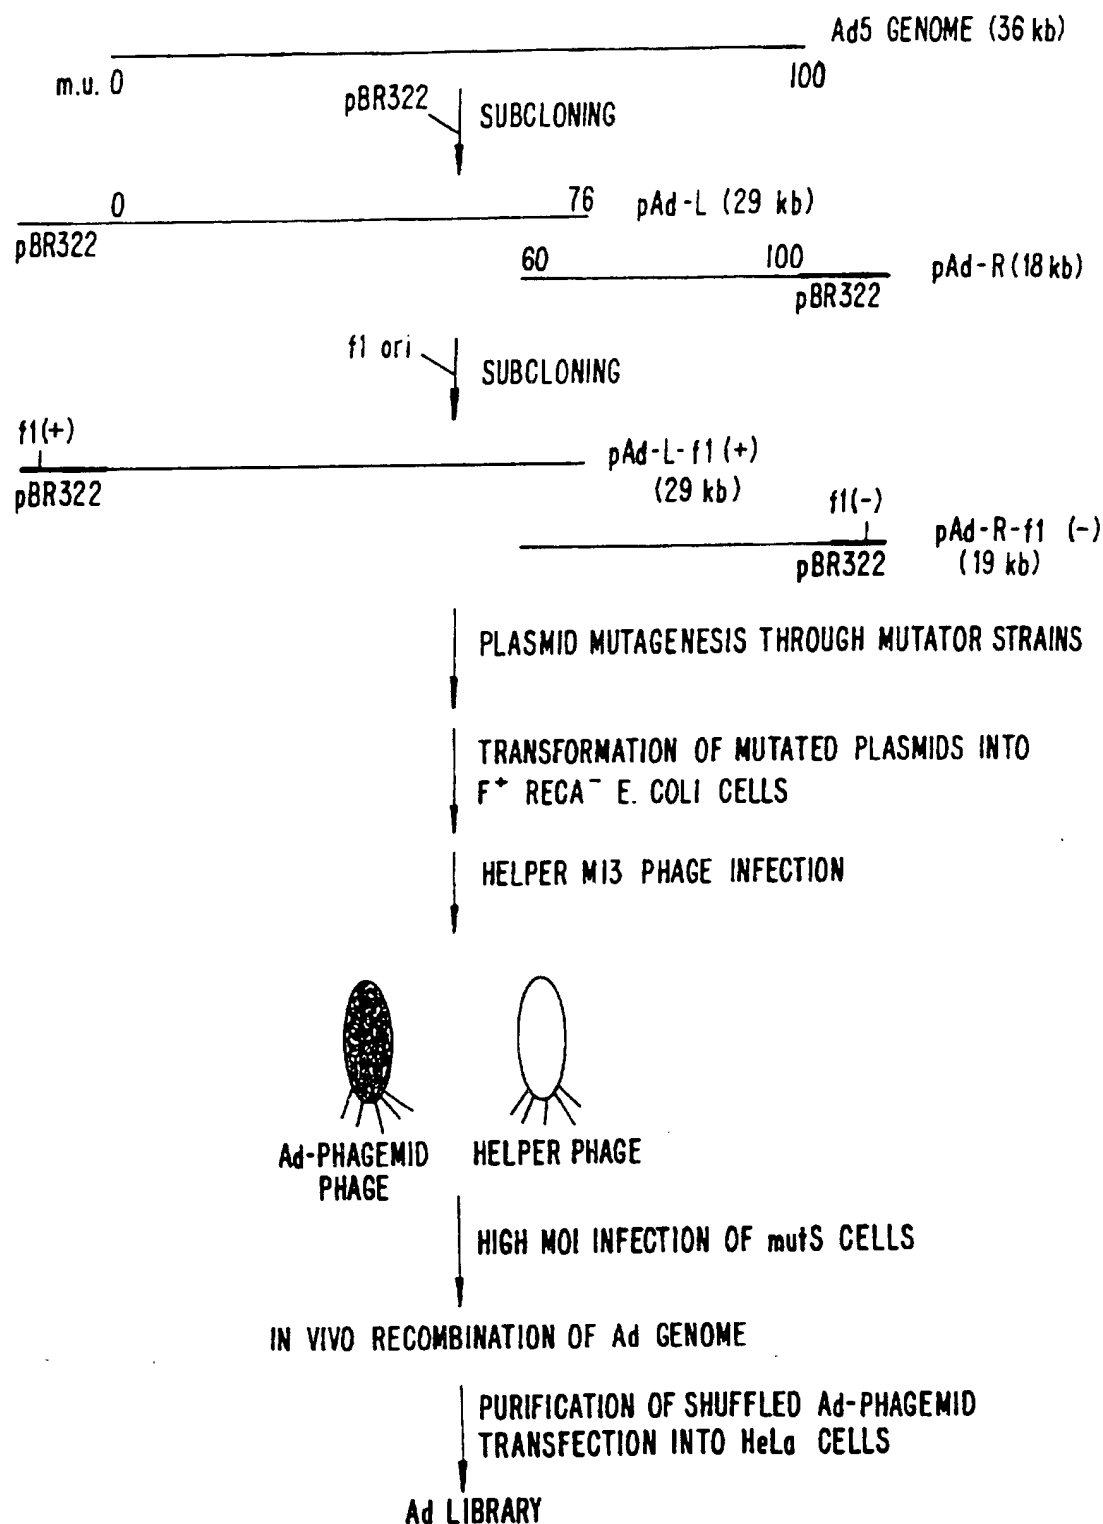 Ad5 GENOME (36 kb)
m.u. 0
100
pBR322
SUBCLONING
0
76
pAd-L (29 kb)
pBR322
60
100
pAd-R (18 kb)
pBR322
f1 ori
SUBCLONING
f1(+)
pAd-L-f1 (+)
(29 kb)
pBR322
f1(-)
pAd-R-f1 (-)
(19 kb)
pBR322
PLASMID MUTAGENESIS THROUGH MUTATOR STRAINS
TRANSFORMATION OF MUTATED PLASMIDS INTO
F+ RECA- E. COLI CELLS
HELPER M13 PHAGE INFECTION
Ad-PHAGEMID
PHAGE
HELPER PHAGE
HIGH MOI INFECTION OF mutS CELLS
IN VIVO RECOMBINATION OF Ad GENOME
PURIFICATION OF SHUFFLED Ad-PHAGEMID
TRANSFECTION INTO HeLa CELLS
Ad LIBRARY